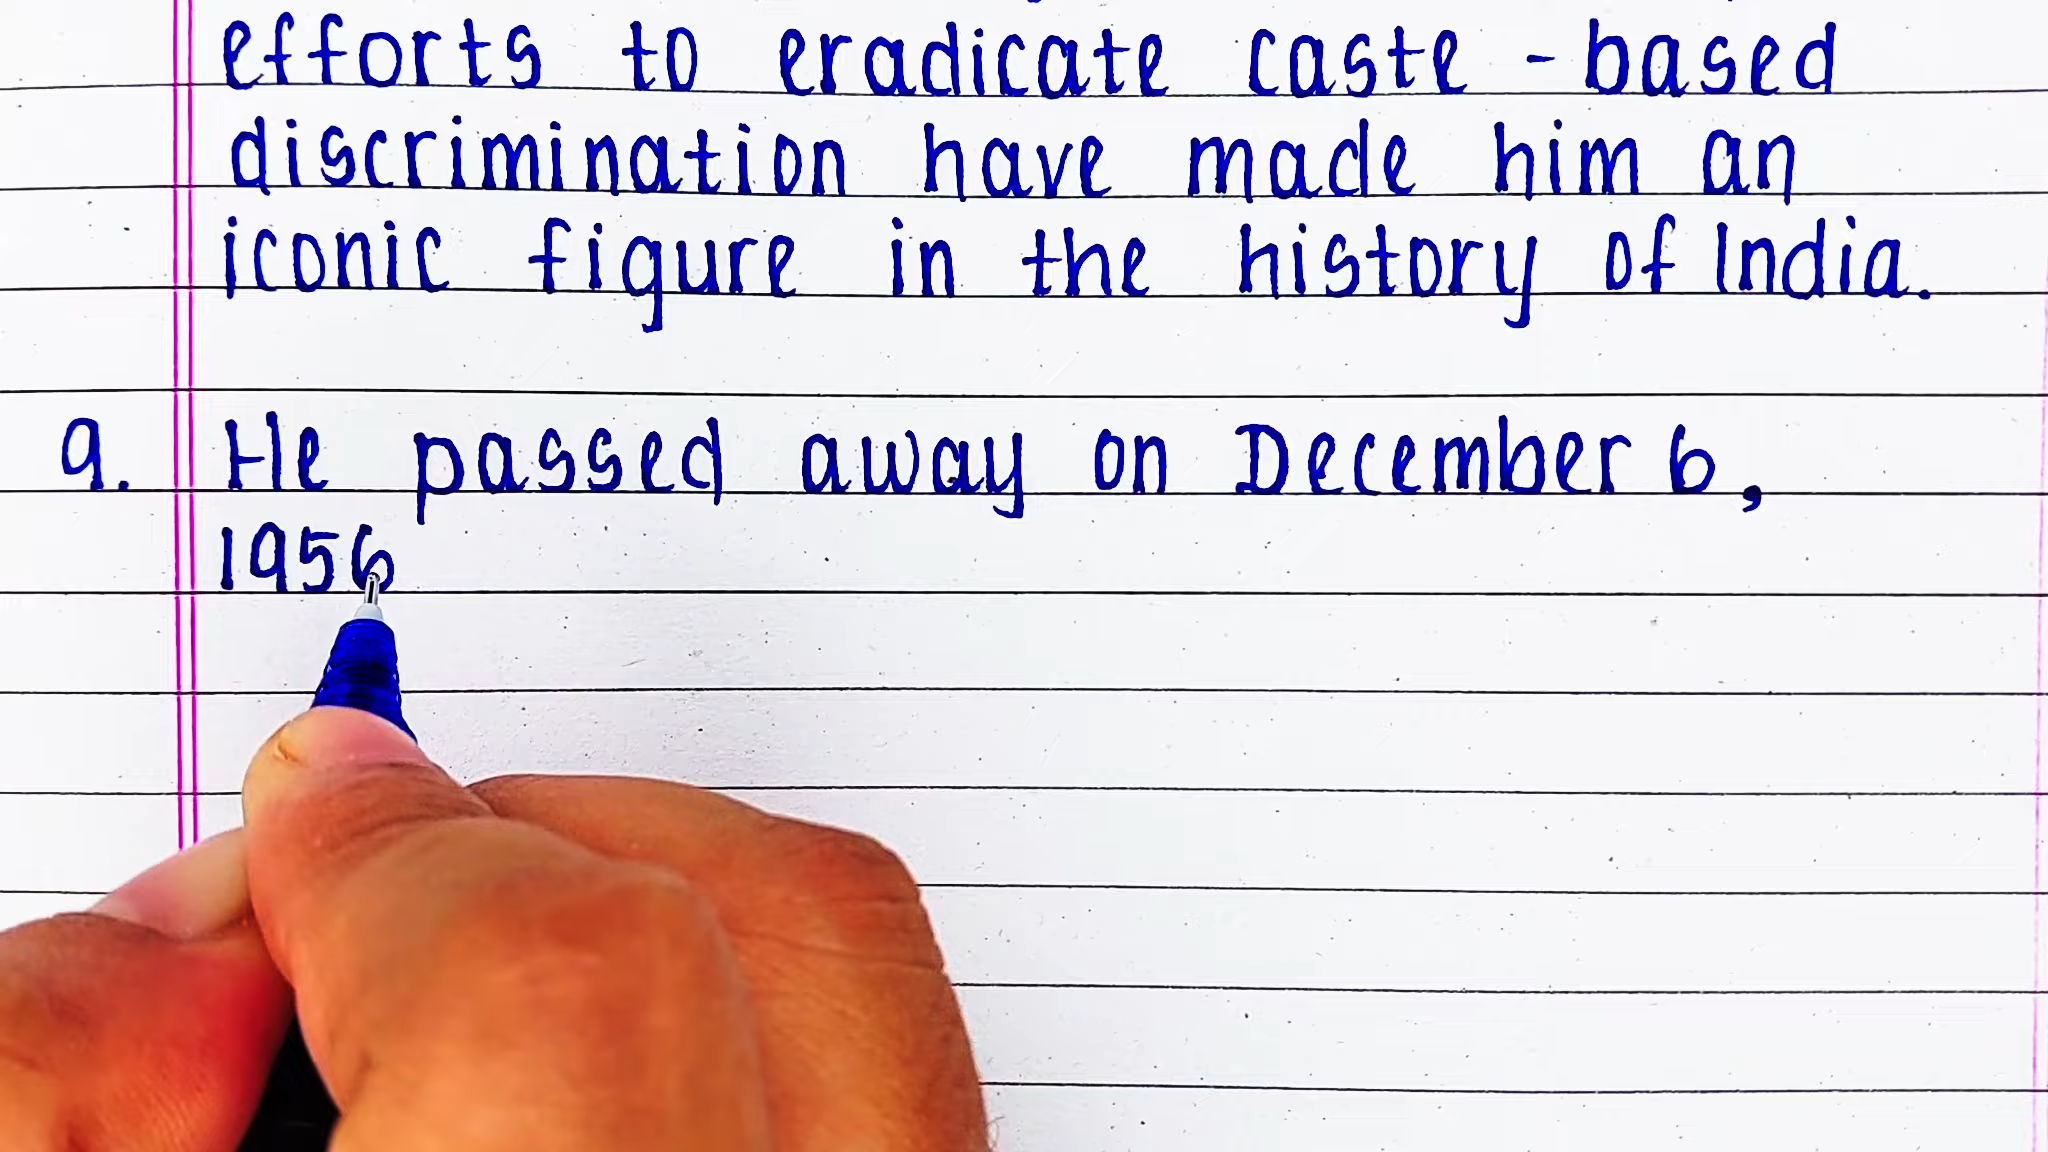 efforts to eradicate caste -based
discrimination have made him an
iconic figure in the history of India.
9. He passed away on December 6,
1956